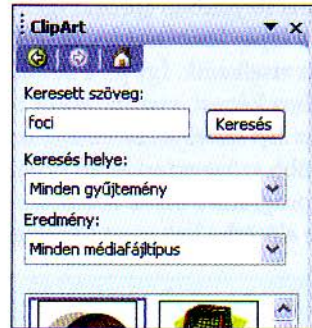 ClipArt
Keresett szöveg:
foci
Keresés
Keresés helye:
Minden gyűjtemény
Eredmény:
Minden médiafájltípus